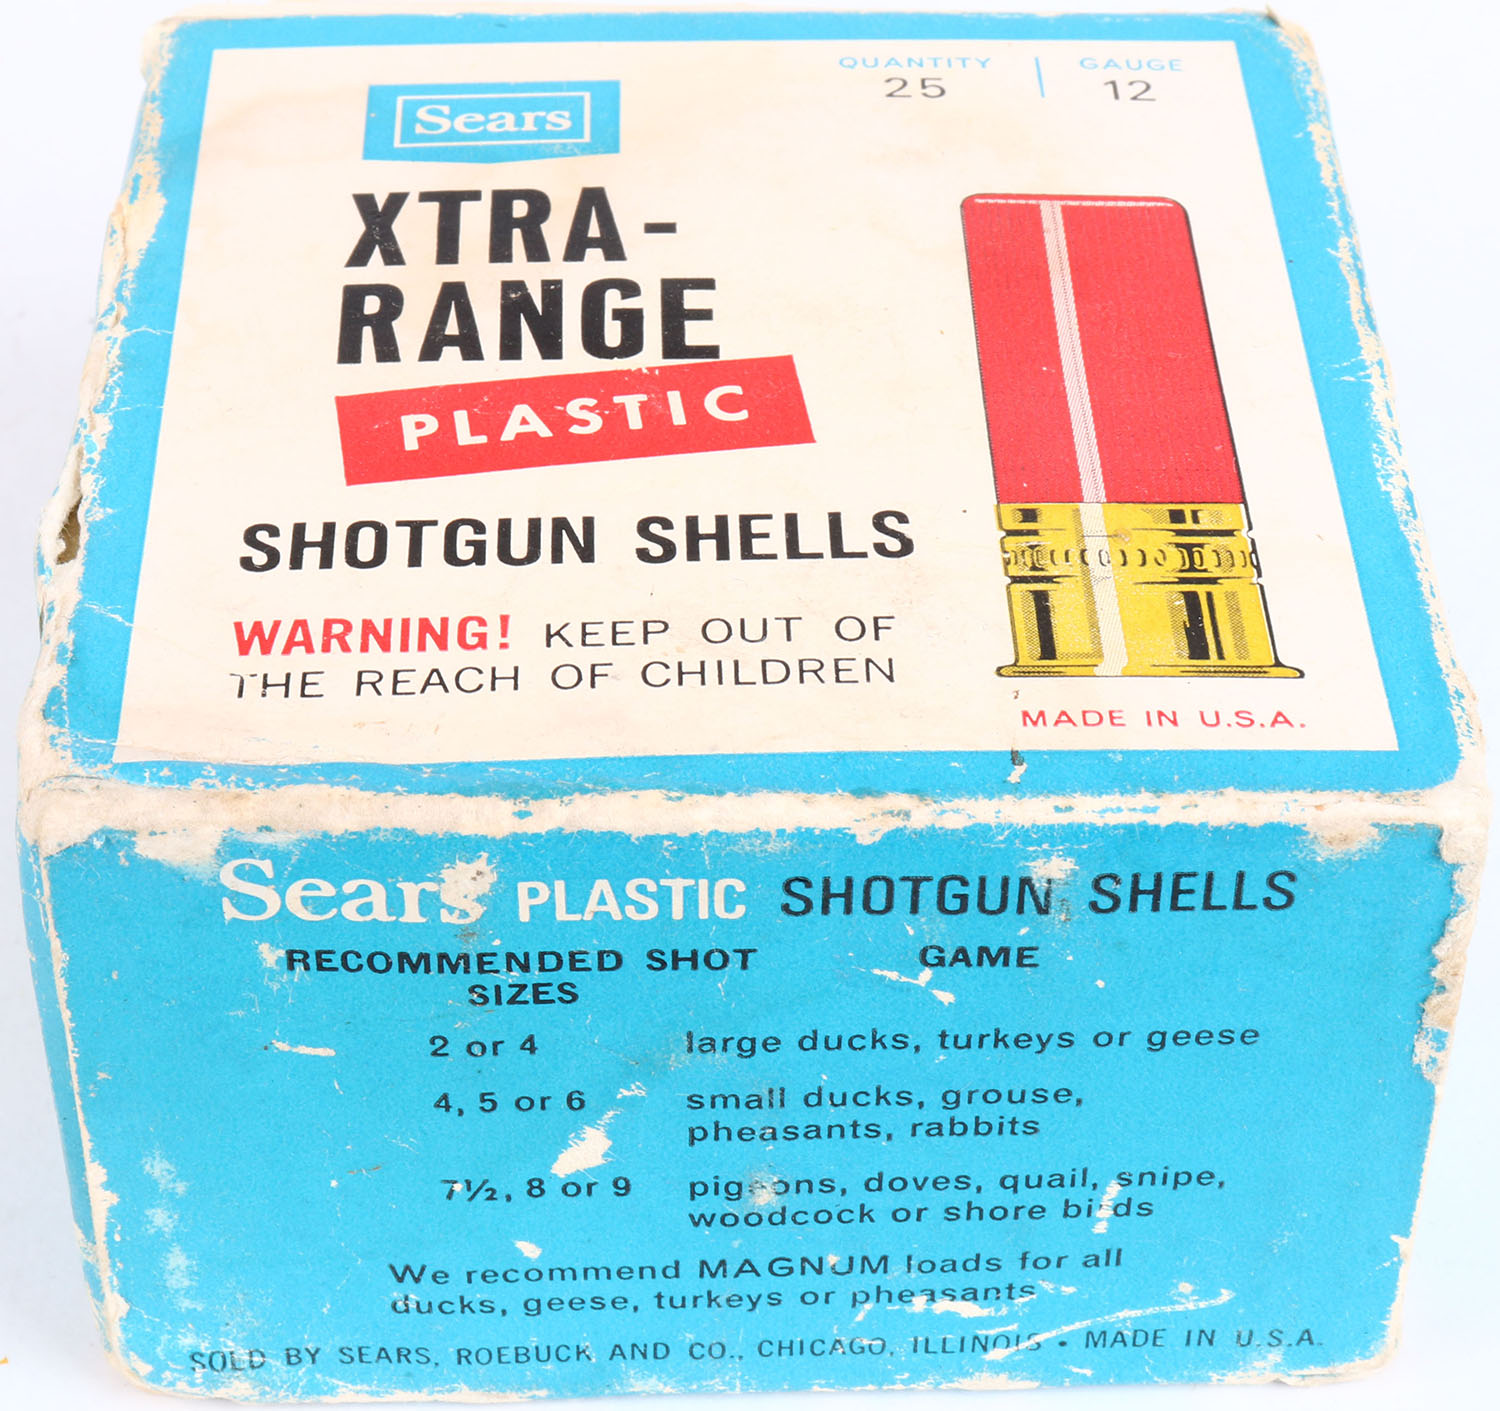 Sears
QUANTITY
25
GAUGE
12
XTRA-
RANGE
PLASTIC
SHOTGUN SHELLS
WARNING! KEEP OUT OF
THE REACH OF CHILDREN
MADE IN U.S.A.
Sears PLASTIC SHOTGUN SHELLS
RECOMMENDED SHOT
SIZES
GAME
2 or 4 large ducks, turkeys or geese
4, 5 or 6 small ducks, grouse,
pheasants, rabbits
7½, 8 or 9 pigeons, doves, quail, snipe,
woodcock or shore birds
We recommend MAGNUM loads for all
ducks, geese, turkeys or pheasants
SOLD BY SEARS, ROEBUCK AND CO., CHICAGO, ILLINOIS • MADE IN U.S.A.